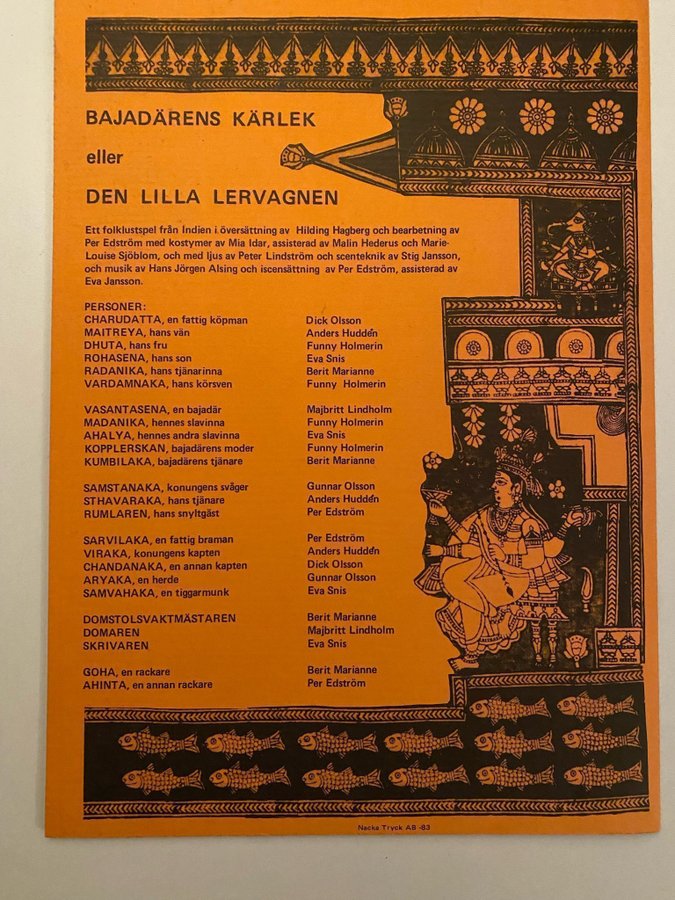 BAJADÄRENS KÄRLEK
eller
DEN LILLA LERVAGNEN
Ett folklustspel från Indien i översättning av Hilding Hagberg och bearbetning av
Per Edström med kostymer av Mia Idar, assisterad av Malin Hederus och Marie-
Louise Sjöblom, och med ljus av Peter Lindström och scenteknik av Stig Jansson,
och musik av Hans Jörgen Alsing och iscensättning av Per Edström, assisterad av
Eva Jansson.
PERSONER:
CHARUDATTA, en fattig köpman Dick Olsson
MAITREYA, hans vän Anders Huddén
DHUTA, hans fru Funny Holmerin
ROHASENA, hans son Eva Snis
RADANIKA, hans tjänarinna Berit Marianne
VARDAMNAKA, hans körsven Funny Holmerin
VASANTASENA, en bajadär Majbritt Lindholm
MADANIKA, hennes slavinna Funny Holmerin
AHALYA, hennes andra slavinna Eva Snis
KOPPLERSKAN, bajadärens moder Funny Holmerin
KUMBILAKA, bajadärens tjänare Berit Marianne
SAMSTANAKA, konungens svåger Gunnar Olsson
STHAVARAKA, hans tjänare Anders Huddén
RUMLAREN, hans snyltgäst Per Edström
SARVILAKA, en fattig braman Per Edström
VIRAKA, konungens kapten Anders Huddén
CHANDANAKA, en annan kapten Dick Olsson
ARYAKA, en herde Gunnar Olsson
SAMVAHAKA, en tiggarmunk Eva Snis
DOMSTOLSVAKTMÄSTAREN Berit Marianne
DOMAREN Majbritt Lindholm
SKRIVAREN Eva Snis
GOHA, en rackare Berit Marianne
AHINTA, en annan rackare Per Edström
Nacka Tryck AB -83